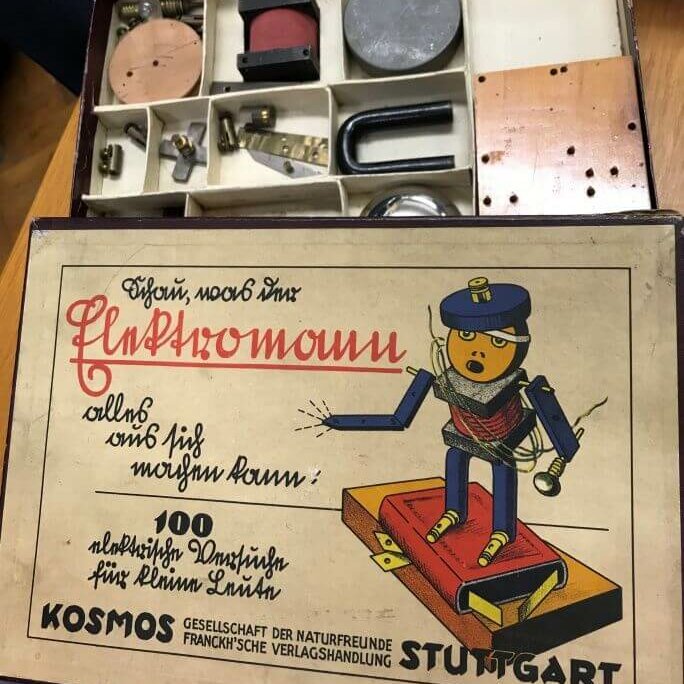 Schau, was der
Elektromann
alles
aus sich
machen kann!
100
elektrische Versuche
für kleine Leute
KOSMOS GESELLSCHAFT DER NATURFREUNDE
FRANCKH'SCHE VERLAGSHANDLUNG STUTTGART